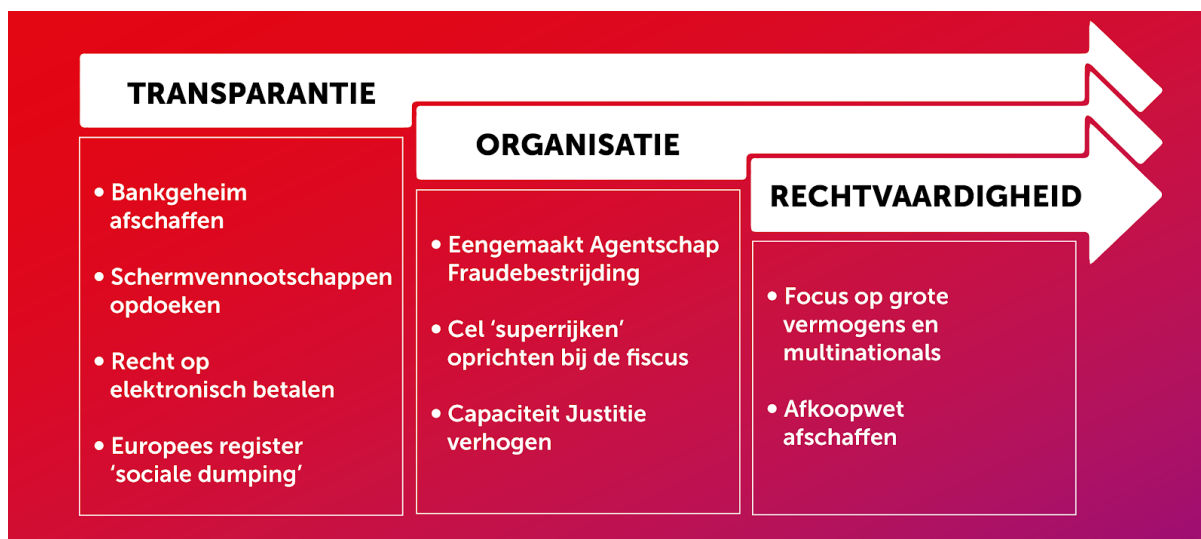 TRANSPARANTIE
• Bankgeheim
afschaffen
• Schermvennootschappen
opdoeken
• Recht op
elektronisch betalen
• Europees register
‘sociale dumping’
ORGANISATIE
• Eengemaakt Agentschap
Fraudebestrijding
• Cel ‘superrijken’
oprichten bij de fiscus
• Capaciteit Justitie
verhogen
RECHTVAARDIGHEID
• Focus op grote
vermogens en
multinationals
• Afkoopwet
afschaffen